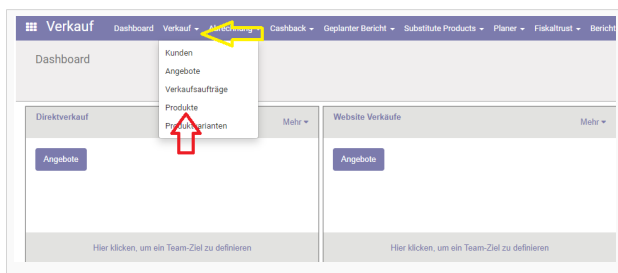 Verkauf Dashboard Verkauf Abrechnung Cashback Geplanter Bericht Substitute Products Planer Fiskaltrust Bericht
Dashboard
Kunden
Angebote
Verkaufsaufträge
Produkte
Produktvarianten
Direktverkauf Mehr
Angebote
Hier klicken, um ein Team-Ziel zu definieren
Website Verkäufe Mehr
Angebote
Hier klicken, um ein Team-Ziel zu definieren